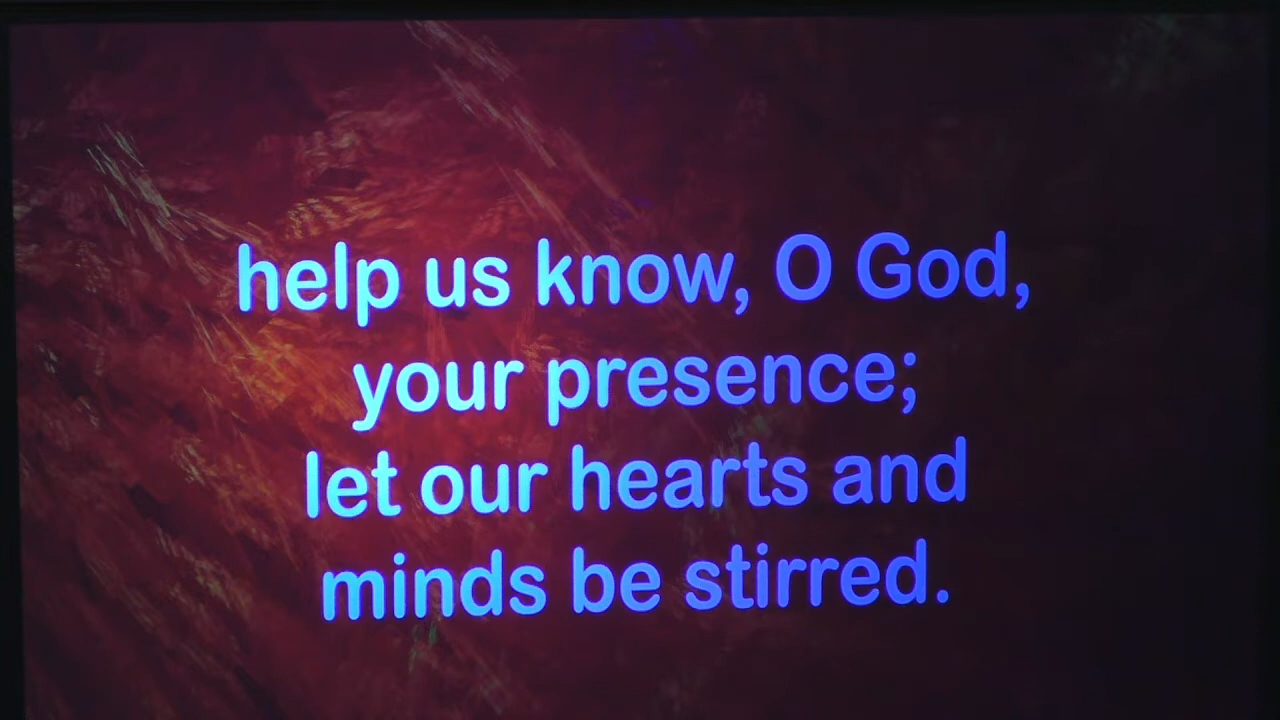 help us know, O God,
your presence;
let our hearts and
minds be stirred.